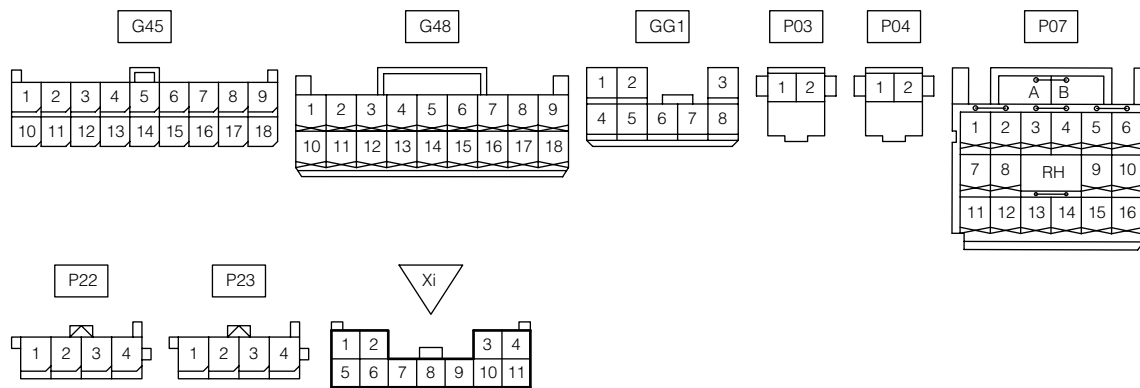 G45 G48 GG1 P03 P04 P07
1 2 3 4 5 6 7 8 9
10 11 12 13 14 15 16 17 18
1 2 3 4 5 6 7 8 9
10 11 12 13 14 15 16 17 18
1 2 3
4 5 6 7 8
1 2
1 2
A B
1 2 3 4 5 6
7 8 RH 9 10
11 12 13 14 15 16
P22 P23 Xi
1 2 3 4
1 2 3 4
1 2 3 4
5 6 7 8 9 10 11